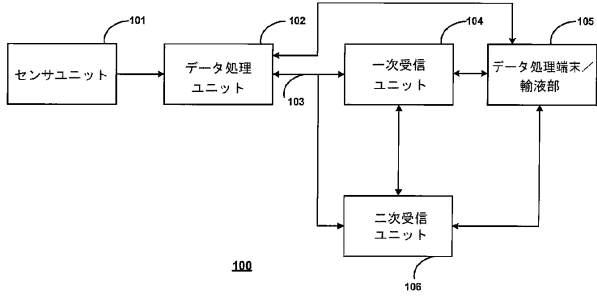 101
102
104
105
センサユニット
データ処理
ユニット
103
一次受信
ユニット
データ処理端末／
輸液部
二次受信
ユニット
100
106